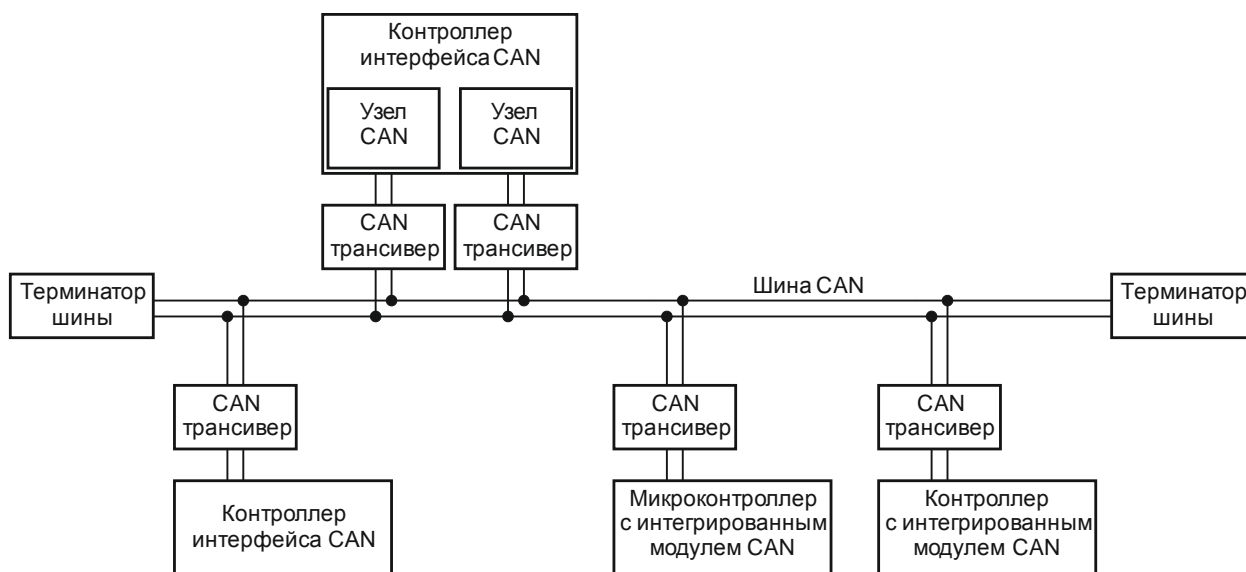 Контроллер
интерфейса CAN
Узел
CAN
Узел
CAN
CAN
трансивер
CAN
трансивер
Терминатор
шины
Шина CAN
Терминатор
шины
CAN
трансивер
CAN
трансивер
CAN
трансивер
Контроллер
интерфейса CAN
Микроконтроллер
с интегрированным
модулем CAN
Контроллер
с интегрированным
модулем CAN